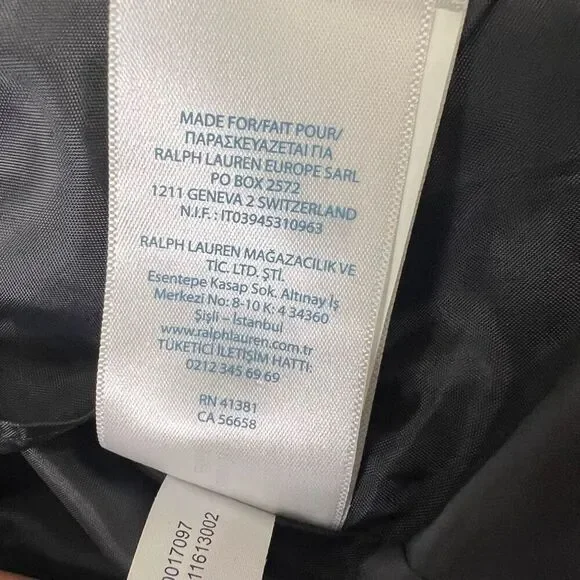 MADE FOR/FAIT POUR/
ΠΑΡΑΣΚΕΥΑΖΕΤΑΙ ΓΙΑ
RALPH LAUREN EUROPE SARL
PO BOX 2572
1211 GENEVA 2 SWITZERLAND
N.I.F. : IT03945310963
RALPH LAUREN MAĞAZACILIK VE
TİC. LTD. ŞTİ.
Esentepe Kasap Sok. Altınay İş
Merkezi No: 8-10 K: 4 34360
Şişli – İstanbul
www.ralphlauren.com.tr
TÜKETİCİ İLETİŞİM HATTI:
0212 345 69 69
RN 41381
CA 56658
0017097
11613002